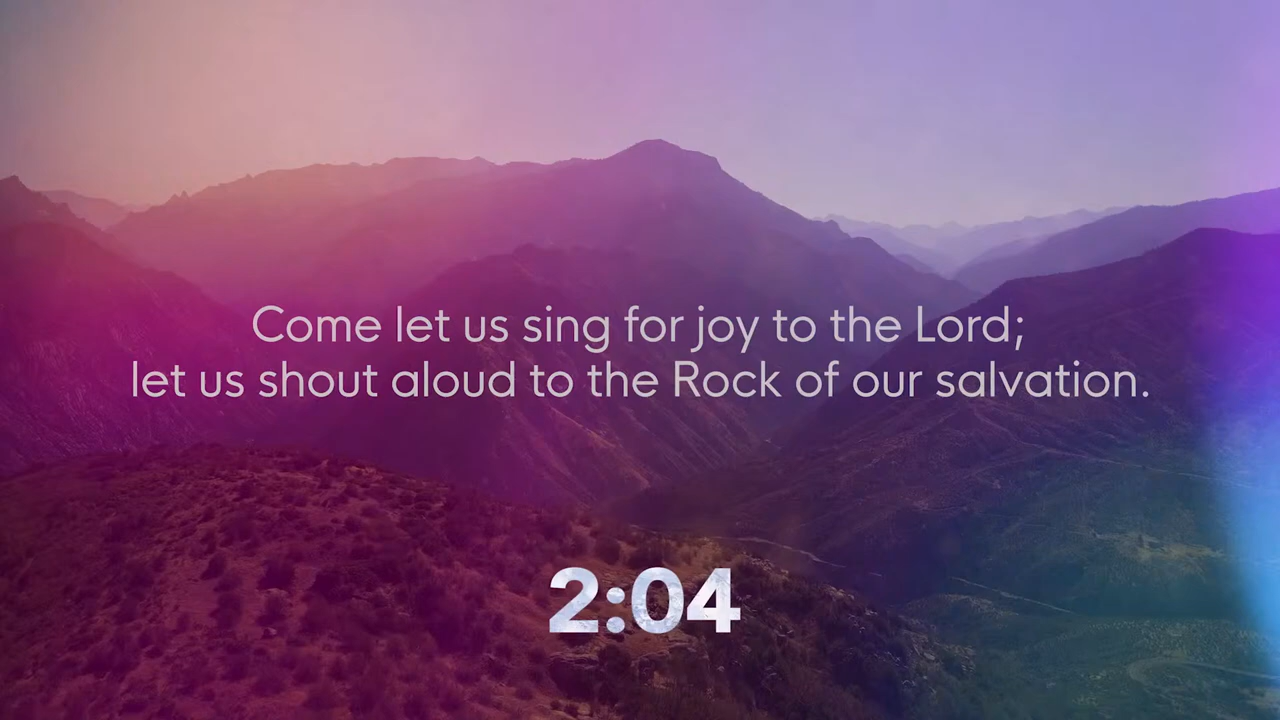 Come let us sing for joy to the Lord;
let us shout aloud to the Rock of our salvation.
2:04